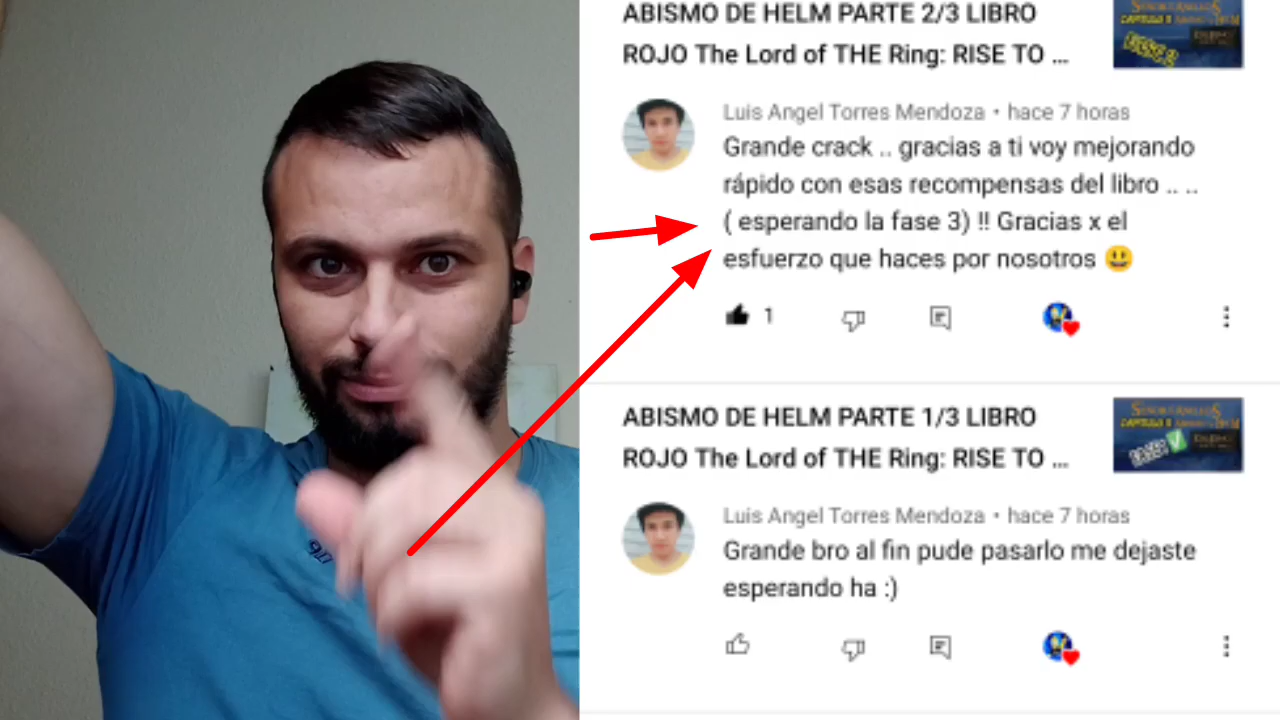 ABISMO DE HELM PARTE 2/3 LIBRO
ROJO The Lord of THE Ring: RISE TO ...
FASE 2
Luis Angel Torres Mendoza • hace 7 horas
Grande crack .. gracias a ti voy mejorando
rápido con esas recompensas del libro .. ..
( esperando la fase 3) !! Gracias x el
esfuerzo que haces por nosotros 😃
1
ABISMO DE HELM PARTE 1/3 LIBRO
ROJO The Lord of THE Ring: RISE TO ...
Luis Angel Torres Mendoza • hace 7 horas
Grande bro al fin pude pasarlo me dejaste
esperando ha :)